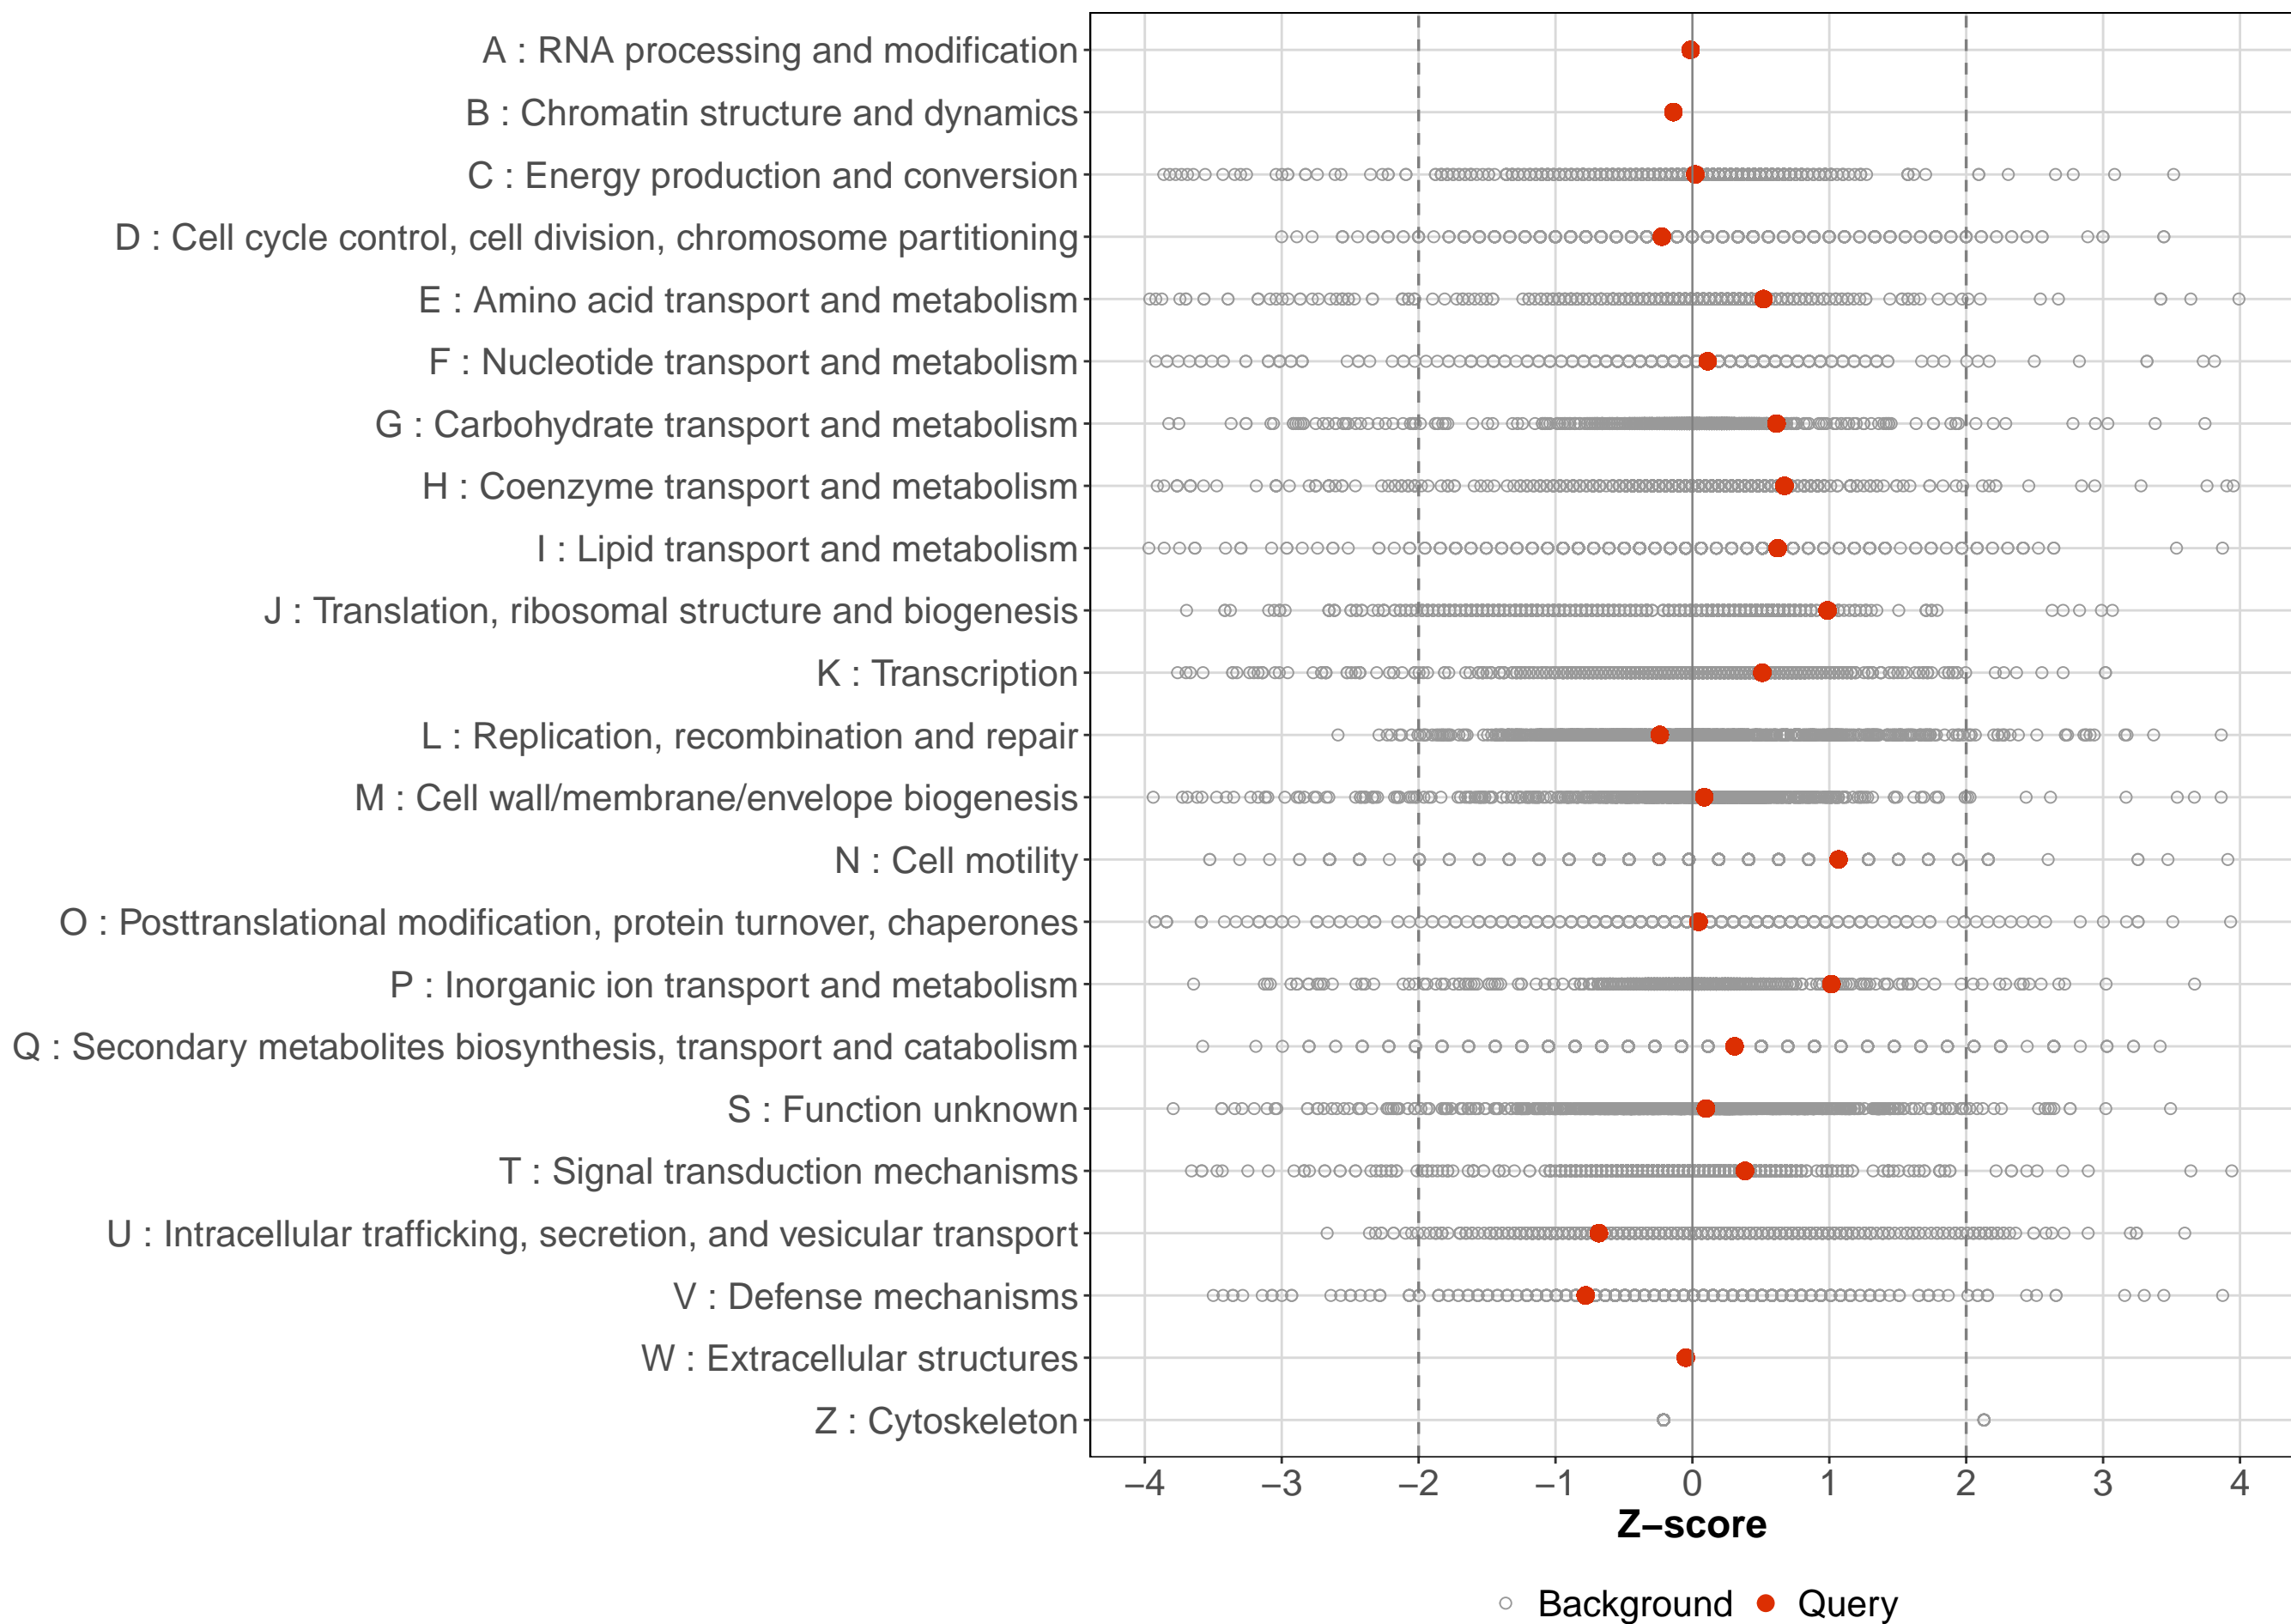 A : RNA processing and modification
B : Chromatin structure and dynamics
C : Energy production and conversion
D : Cell cycle control, cell division, chromosome partitioning
E : Amino acid transport and metabolism
F : Nucleotide transport and metabolism
G : Carbohydrate transport and metabolism
H : Coenzyme transport and metabolism
I : Lipid transport and metabolism
J : Translation, ribosomal structure and biogenesis
K : Transcription
L : Replication, recombination and repair
M : Cell wall/membrane/envelope biogenesis
N : Cell motility
O : Posttranslational modification, protein turnover, chaperones
P : Inorganic ion transport and metabolism
Q : Secondary metabolites biosynthesis, transport and catabolism
S : Function unknown
T : Signal transduction mechanisms
U : Intracellular trafficking, secretion, and vesicular transport
V : Defense mechanisms
W : Extracellular structures
Z : Cytoskeleton
−4 −3 −2 −1 0 1 2 3 4
Z−score
Background Query